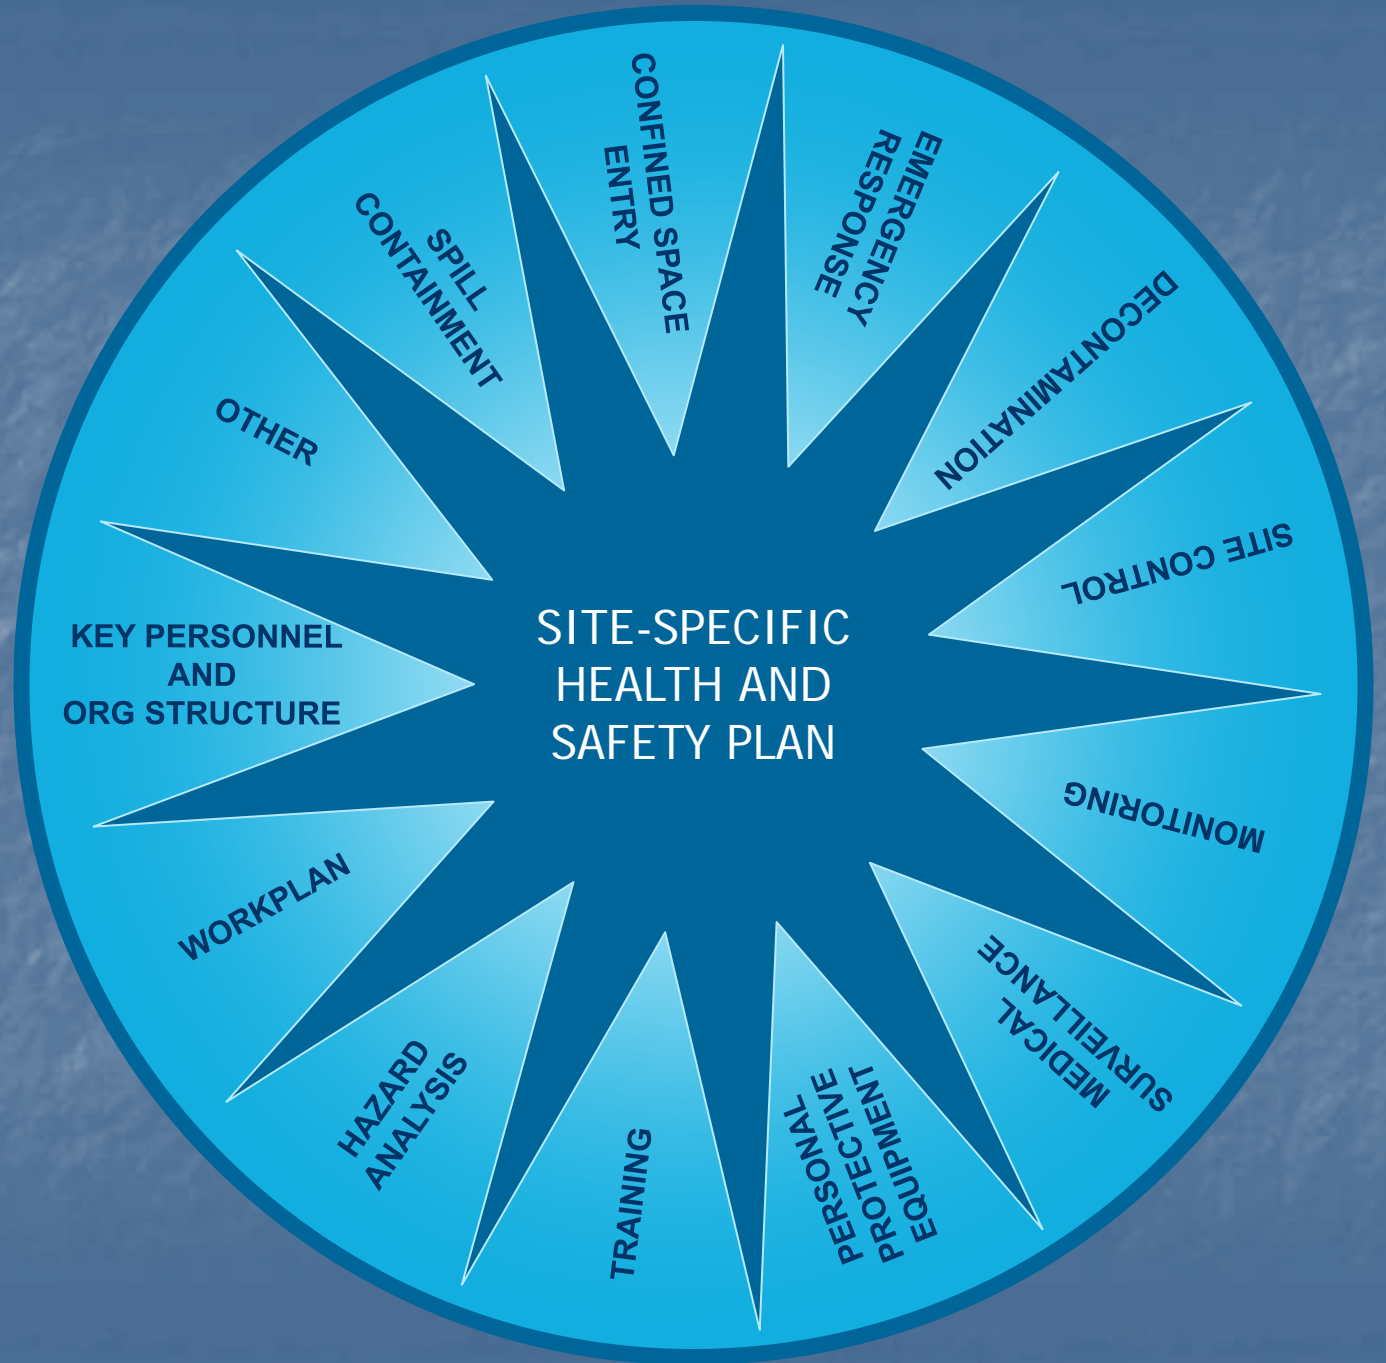 SITE-SPECIFIC
HEALTH AND
SAFETY PLAN
CONFINED SPACE
ENTRY
EMERGENCY
RESPONSE
DECONTAMINATION
SITE CONTROL
MONITORING
MEDICAL
SURVEILLANCE
PERSONAL
PROTECTIVE
EQUIPMENT
TRAINING
HAZARD
ANALYSIS
WORKPLAN
KEY PERSONNEL
AND
ORG STRUCTURE
OTHER
SPILL
CONTAINMENT